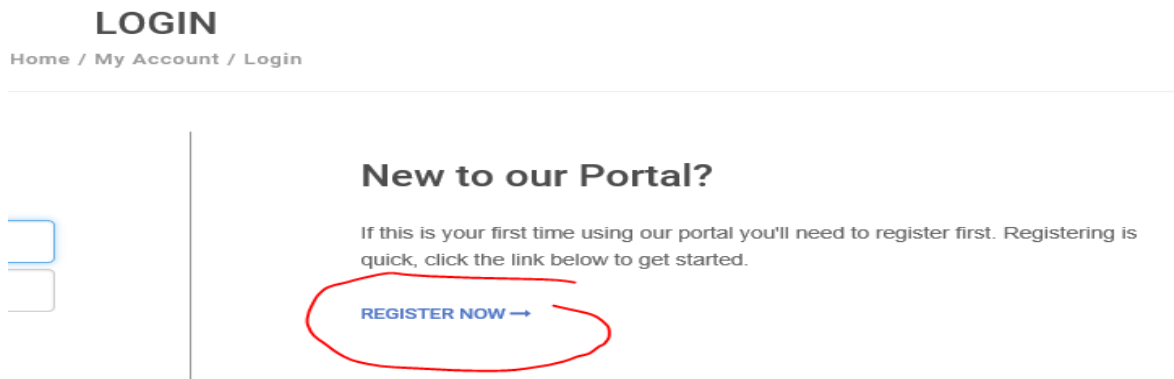 LOGIN
Home / My Account / Login
New to our Portal?
If this is your first time using our portal you'll need to register first. Registering is
quick, click the link below to get started.
REGISTER NOW→